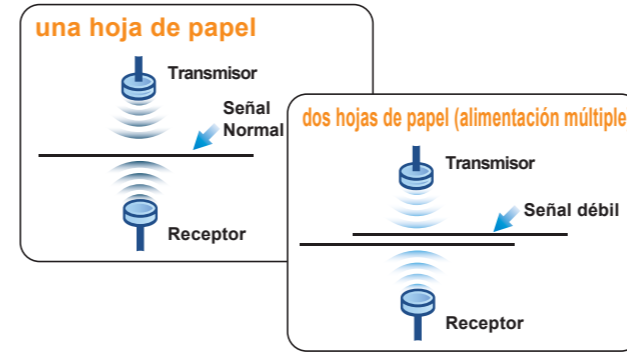 una hoja de papel
Transmisor
Señal
Normal
Receptor
dos hojas de papel (alimentación múltiple
Transmisor
Señal débil
Receptor